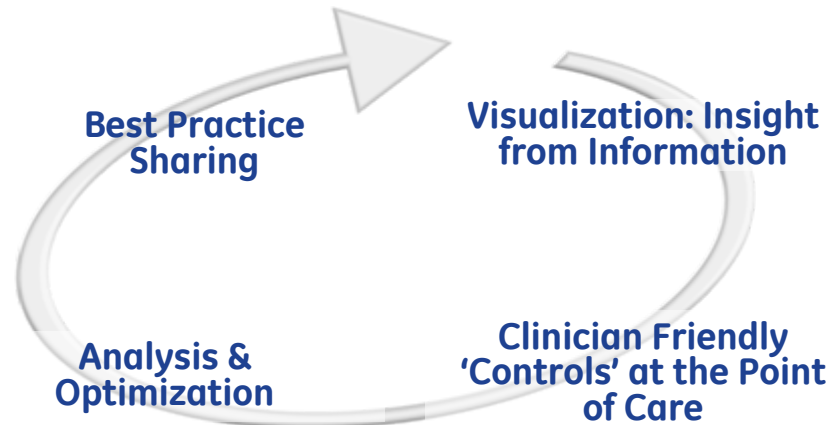 Best Practice
Sharing
Visualization: Insight
from Information
Analysis &
Optimization
Clinician Friendly
‘Controls’ at the Point
of Care